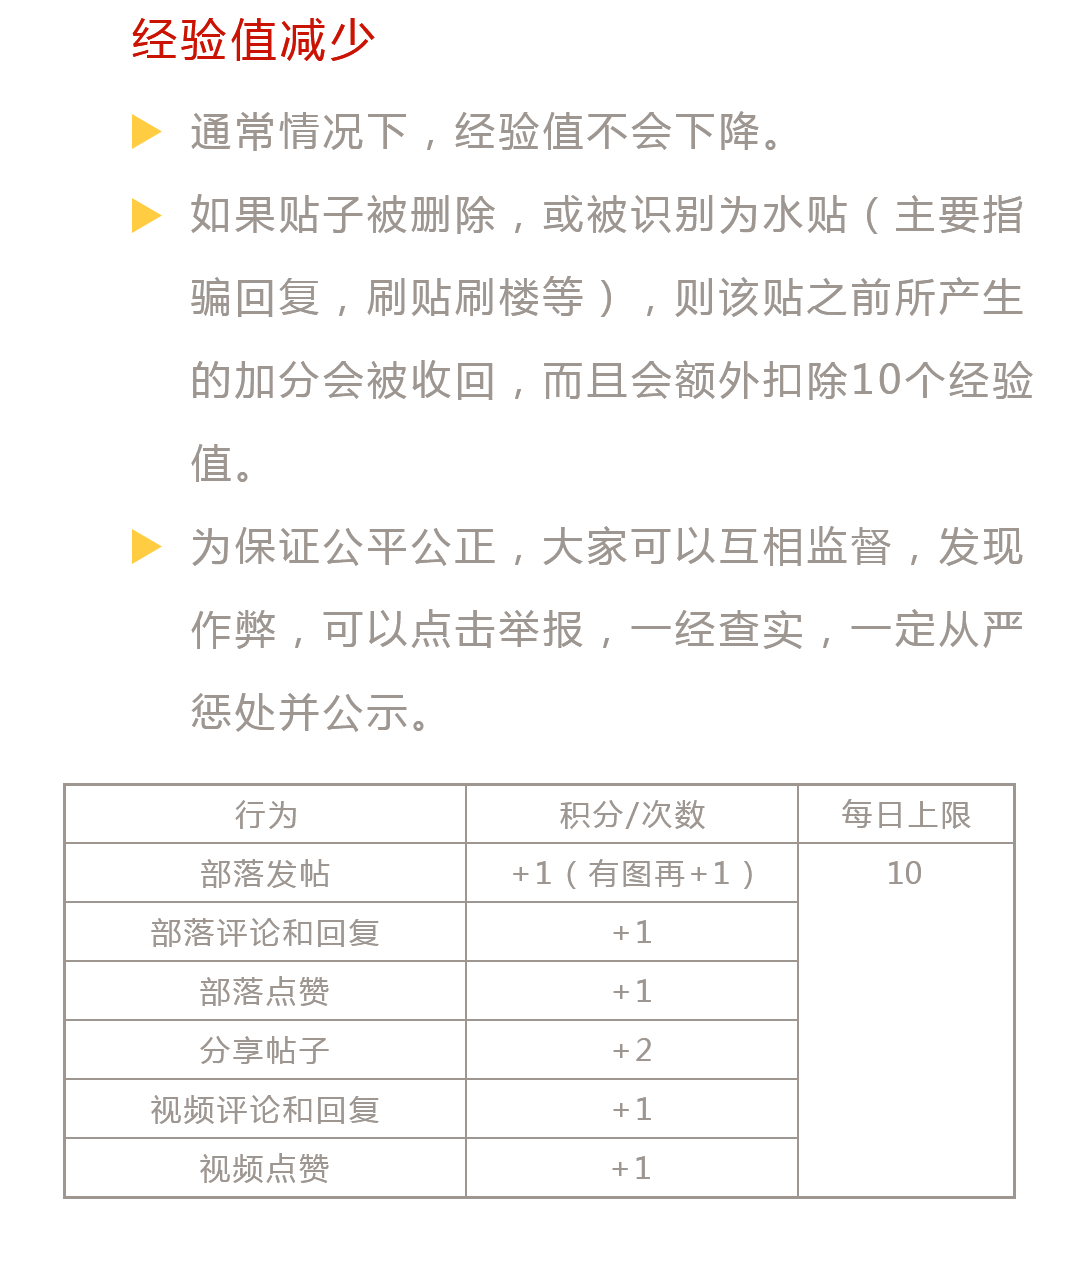 经验值减少
通常情况下，经验值不会下降。
如果贴子被删除，或被识别为水贴（主要指
骗回复，刷贴刷楼等），则该贴之前所产生
的加分会被收回，而且会额外扣除10个经验
值。
为保证公平公正，大家可以互相监督，发现
作弊，可以点击举报，一经查实，一定从严
惩处并公示。
行为 积分/次数 每日上限
部落发帖 +1（有图再+1） 10
部落评论和回复 +1
部落点赞 +1
分享帖子 +2
视频评论和回复 +1
视频点赞 +1